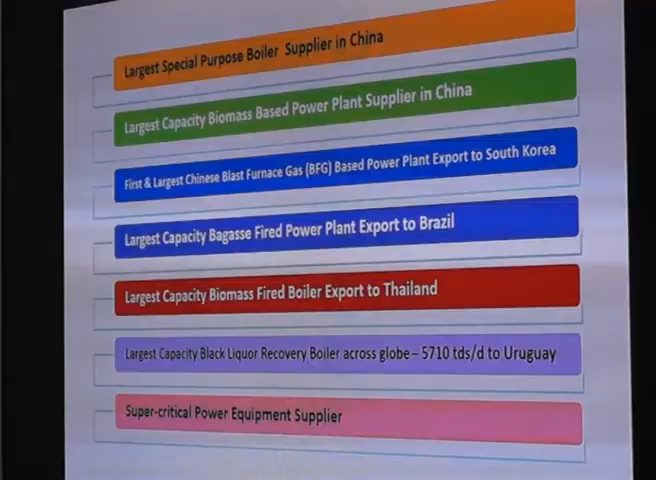 Largest Special Purpose Boiler Supplier in China
Largest Capacity Biomass Based Power Plant Supplier in China
First & Largest Chinese Blast Furnace Gas (BFG) Based Power Plant Export to South Korea
Largest Capacity Bagasse Fired Power Plant Export to Brazil
Largest Capacity Biomass Fired Boiler Export to Thailand
Largest Capacity Black Liquor Recovery Boiler across globe – 5710 tds/d to Uruguay
Super-critical Power Equipment Supplier